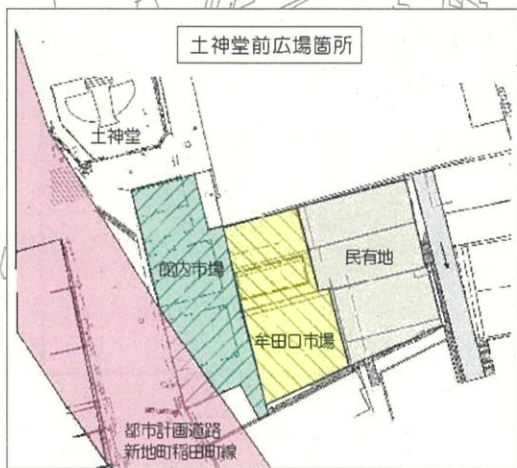 土神堂前広場箇所
土神堂
館内市場
民有地
牟田口市場
都市計画道路
新地町稲田町線